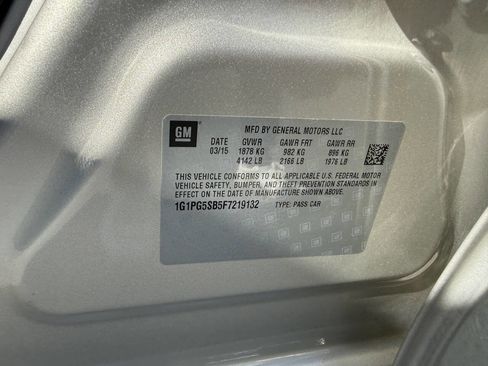 GM
MFD BY GENERAL MOTORS LLC
DATE GVWR GAWR FRT GAWR RR
03/15 1878 KG 982 KG 896 KG
4142 LB 2166 LB 1976 LB
THIS VEHICLE CONFORMS TO ALL APPLICABLE U.S. FEDERAL MOTOR
VEHICLE SAFETY, BUMPER, AND THEFT PREVENTION STANDARDS IN
EFFECT ON THE DATE OF MANUFACTURE SHOWN ABOVE.
1G1PG5SB5F7219132 TYPE: PASS CAR